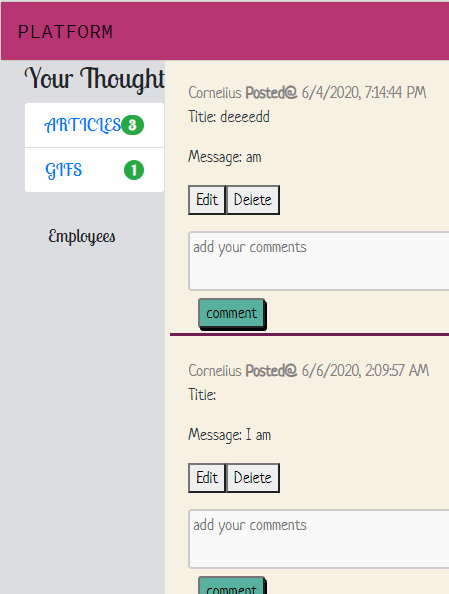 PLATFORM
Your Thought
ARTICLES 3
GIFS 1
Employees
Cornelius Posted@ 6/4/2020, 7:14:44 PM
Title: deeeedd
Message: am
Edit Delete
add your comments
comment
Cornelius Posted@ 6/6/2020, 2:09:57 AM
Title:
Message: I am
Edit Delete
add your comments
comment